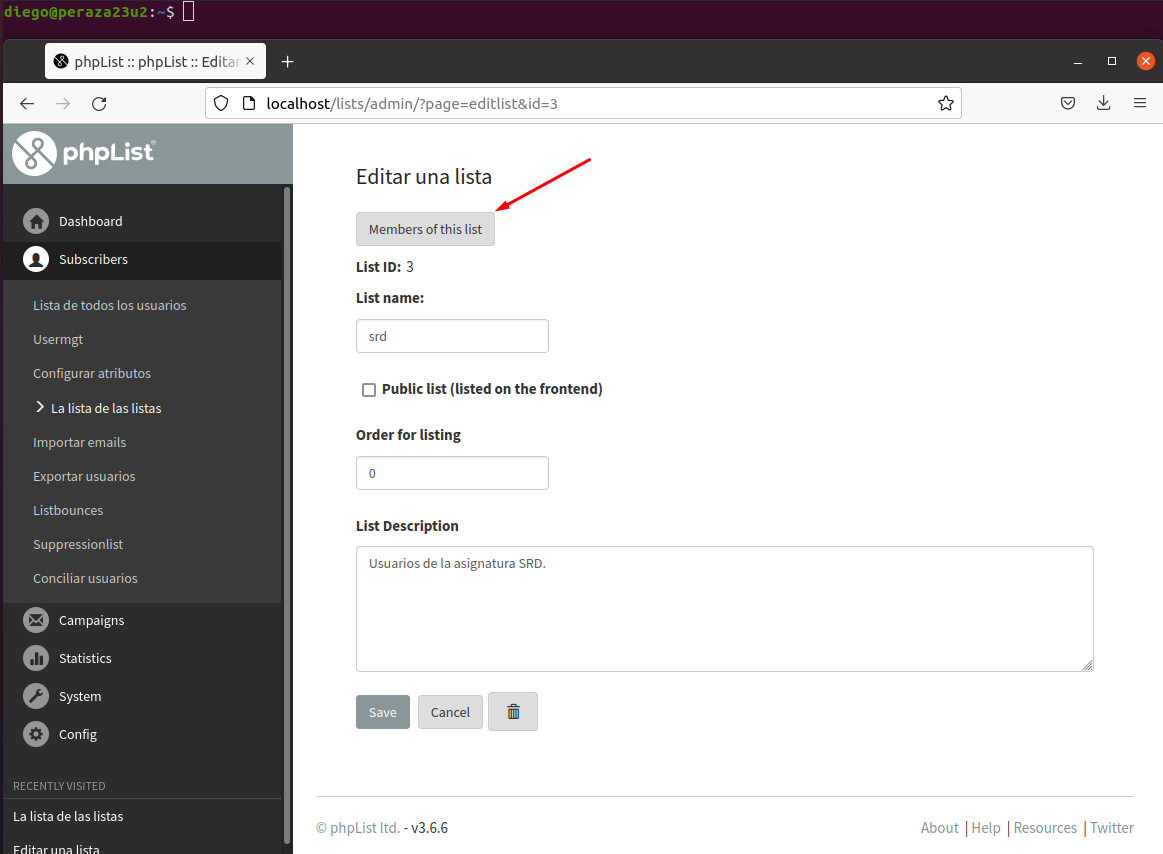 diego@peraza23u2:~$
phpList :: phpList :: Editar
localhost/lists/admin/?page=editlist&id=3
phpList®
Dashboard
Subscribers
Lista de todos los usuarios
Usermgt
Configurar atributos
La lista de las listas
Importar emails
Exportar usuarios
Listbounces
Suppressionlist
Conciliar usuarios
Campaigns
Statistics
System
Config
RECENTLY VISITED
La lista de las listas
Editar una lista
Editar una lista
Members of this list
List ID: 3
List name:
srd
Public list (listed on the frontend)
Order for listing
0
List Description
Usuarios de la asignatura SRD.
Save
Cancel
© phpList ltd. - v3.6.6
About | Help | Resources | Twitter